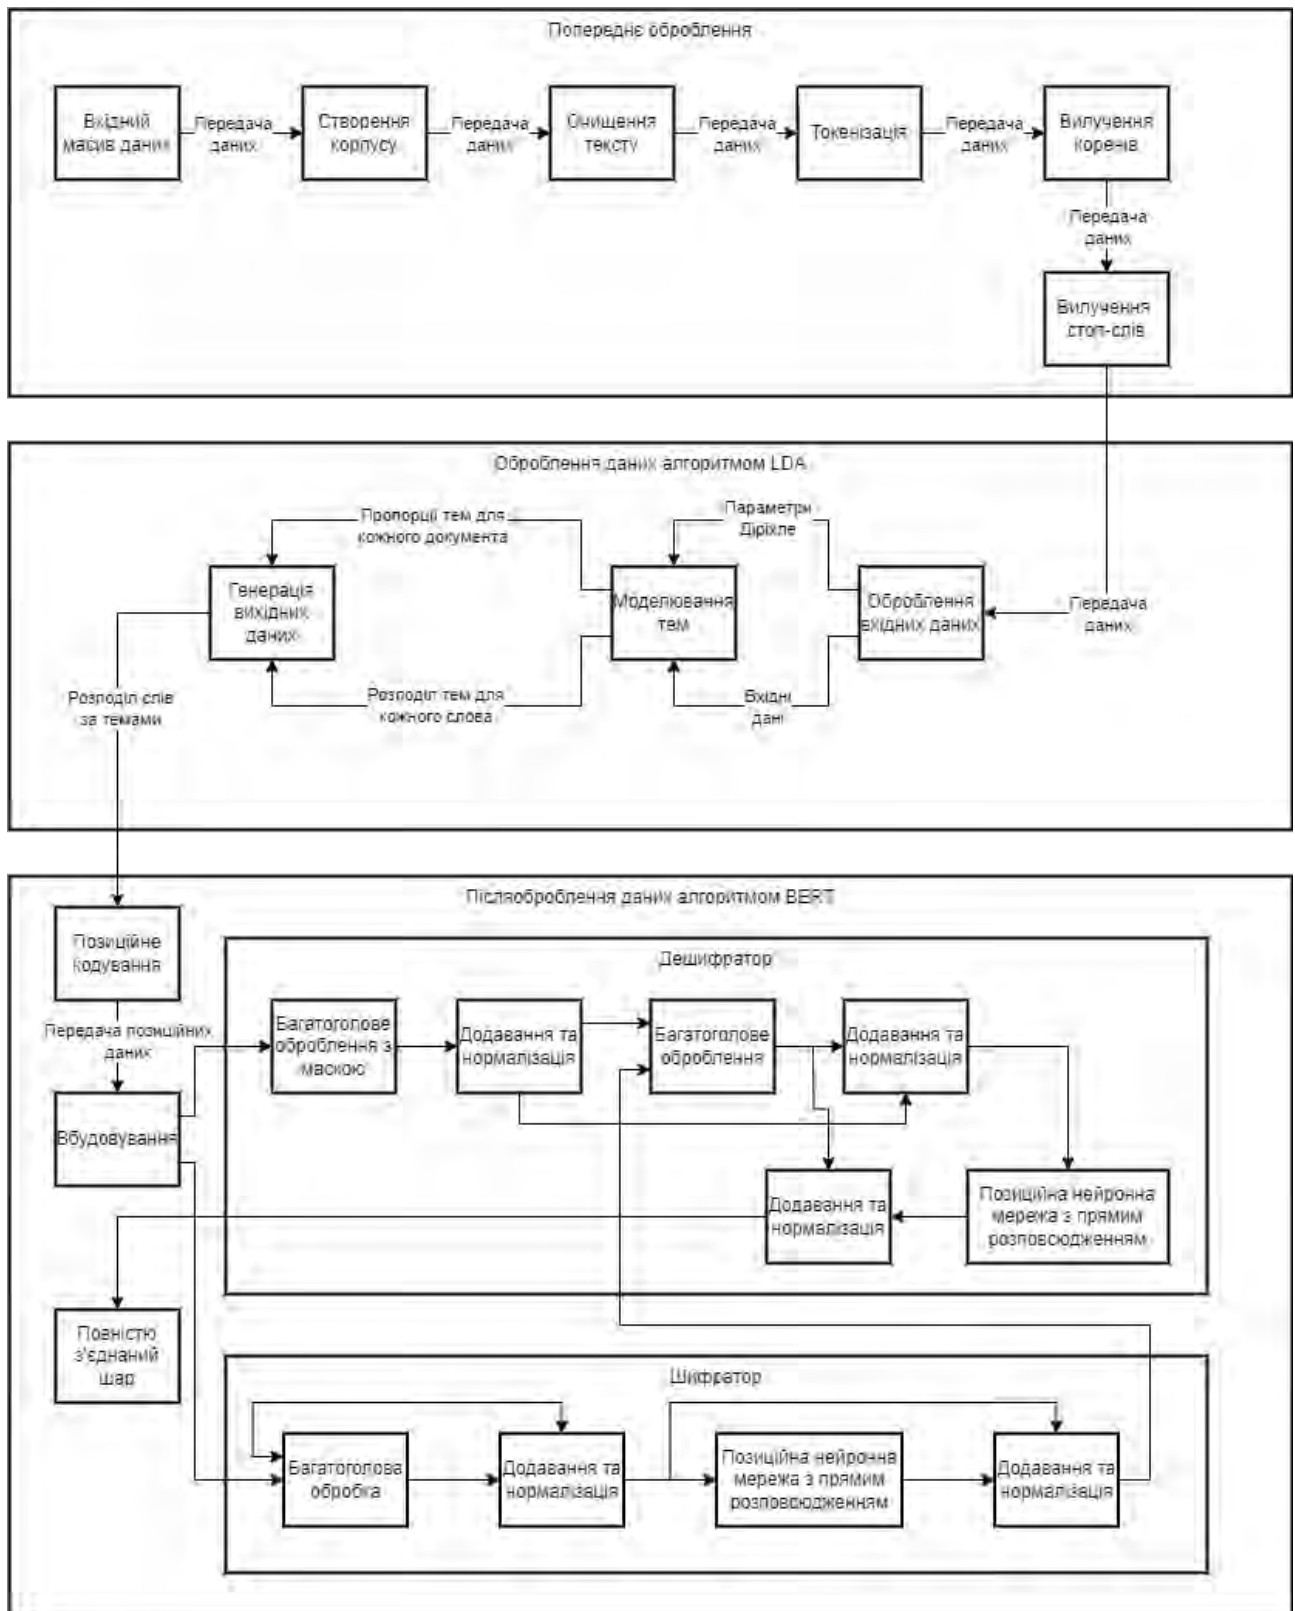 Попереднє оброблення
Вхідний
масив даних
Передача
даних
Створення
корпусу
Передача
даних
Очищення
тексту
Передача
даних
Токенізація
Передача
даних
Вилучення
коренів
Передача
даних
Вилучення
стоп-слів
Оброблення даних алгоритмом LDA
Пропорції тем для
кожного документа
Параметри
Діріхле
Генерація
вихідних
даних
Моделювання
тем
Оброблення
вхідних даних
Передача
даних
Розподіл слів
за темами
Розподіл тем для
кожного слова
Вхідні
дані
Післяоброблення даних алгоритмом BERT
Позиційне
кодування
Передача позиційних
даних
Вбудовування
Дешифратор
Багатоголове
оброблення з
маскою
Додавання та
нормалізація
Багатоголове
оброблення
Додавання та
нормалізація
Додавання та
нормалізація
Позиційна нейронна
мережа з прямим
розповсюдженням
Повністю
з'єднаний
шар
Шифратор
Багатоголова
обробка
Додавання та
нормалізація
Позиційна нейронна
мережа з прямим
розповсюдженням
Додавання та
нормалізація